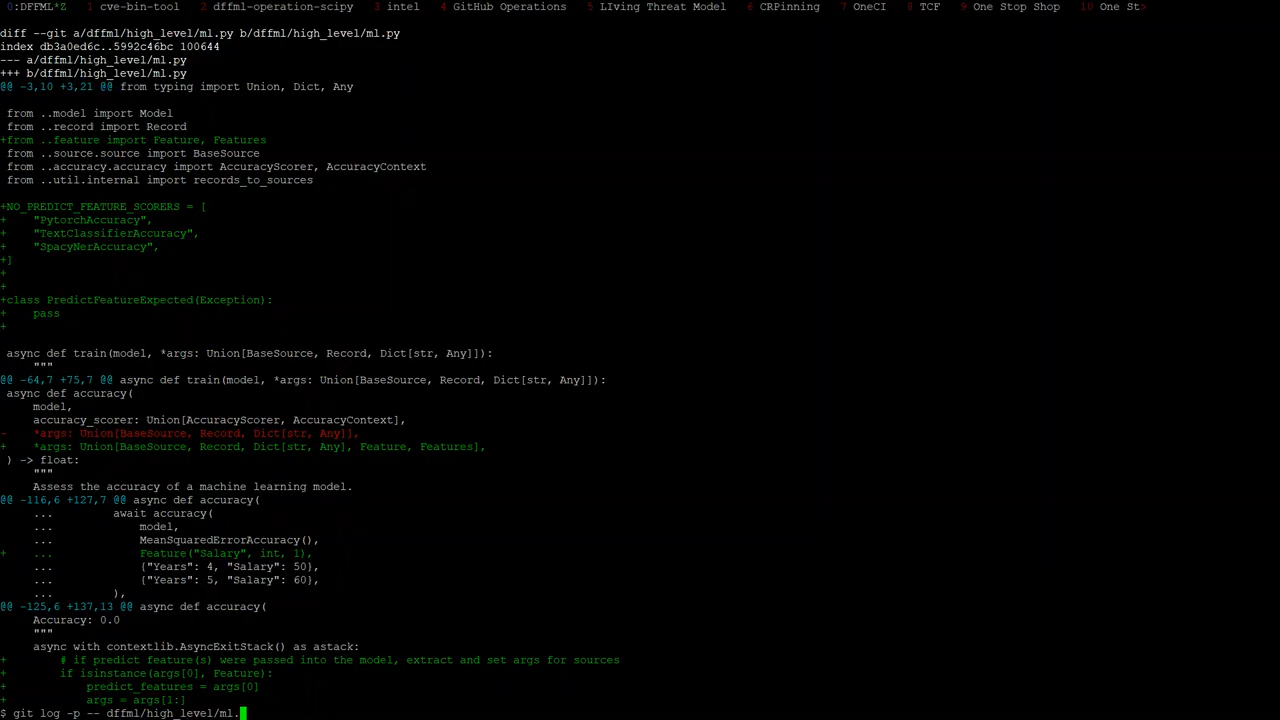 0:DFFML*Z  1 cve-bin-tool  2 dffml-operation-scipy  3 intel  4 GitHub Operations  5 LIving Threat Model  6 CRPinning  7 OneCI  8 TCF  9 One Stop Shop  10 One St>
diff --git a/dffml/high_level/ml.py b/dffml/high_level/ml.py
index db3a0ed6c..5992c46bc 100644
--- a/dffml/high_level/ml.py
+++ b/dffml/high_level/ml.py
@@ -3,10 +3,21 @@ from typing import Union, Dict, Any
 from ..model import Model
 from ..record import Record
+from ..feature import Feature, Features
 from ..source.source import BaseSource
 from ..accuracy.accuracy import AccuracyScorer, AccuracyContext
 from ..util.internal import records_to_sources
+NO_PREDICT_FEATURE_SCORERS = [
+    "PytorchAccuracy",
+    "TextClassifierAccuracy",
+    "SpacyNerAccuracy",
+]
+
+
+class PredictFeatureExpected(Exception):
+    pass
+
 async def train(model, *args: Union[BaseSource, Record, Dict[str, Any]]):
     """
@@ -64,7 +75,7 @@ async def train(model, *args: Union[BaseSource, Record, Dict[str, Any]]):
 async def accuracy(
     model,
     accuracy_scorer: Union[AccuracyScorer, AccuracyContext],
-    *args: Union[BaseSource, Record, Dict[str, Any]],
+    *args: Union[BaseSource, Record, Dict[str, Any], Feature, Features],
 ) -> float:
     """
     Assess the accuracy of a machine learning model.
@@ -116,6 +127,7 @@ async def accuracy(
     ...         await accuracy(
     ...             model,
     ...             MeanSquaredErrorAccuracy(),
+    ...             Feature("Salary", int, 1),
     ...             {"Years": 4, "Salary": 50},
     ...             {"Years": 5, "Salary": 60},
     ...         ),
@@ -125,6 +137,13 @@ async def accuracy(
     Accuracy: 0.0
     """
     async with contextlib.AsyncExitStack() as astack:
+        # if predict feature(s) were passed into the model, extract and set args for sources
+        if isinstance(args[0], Feature):
+            predict_features = args[0]
+            args = args[1:]
$ git log -p -- dffml/high_level/ml.